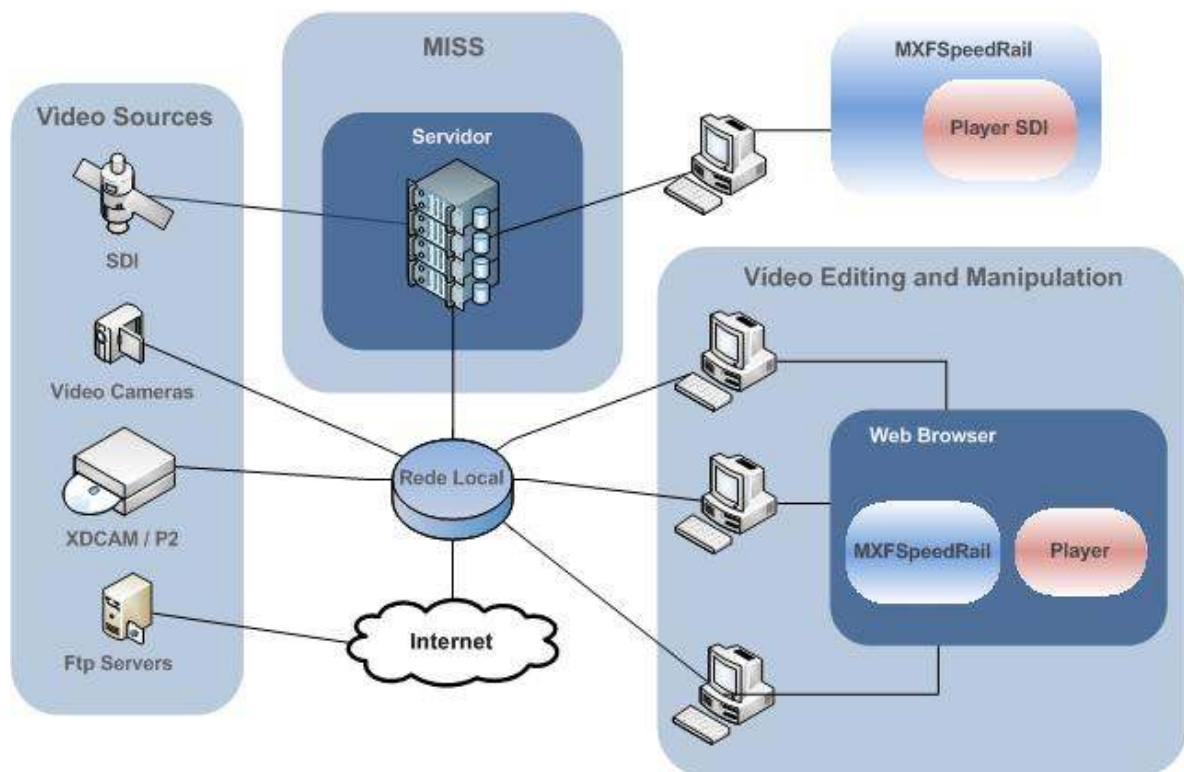 MISS
MXFSpeedRail
Player SDI
Video Sources
Servidor
SDI
Video Editing and Manipulation
Video Cameras
Web Browser
Rede Local
XDCAM / P2
MXFSpeedRail
Player
Internet
Ftp Servers